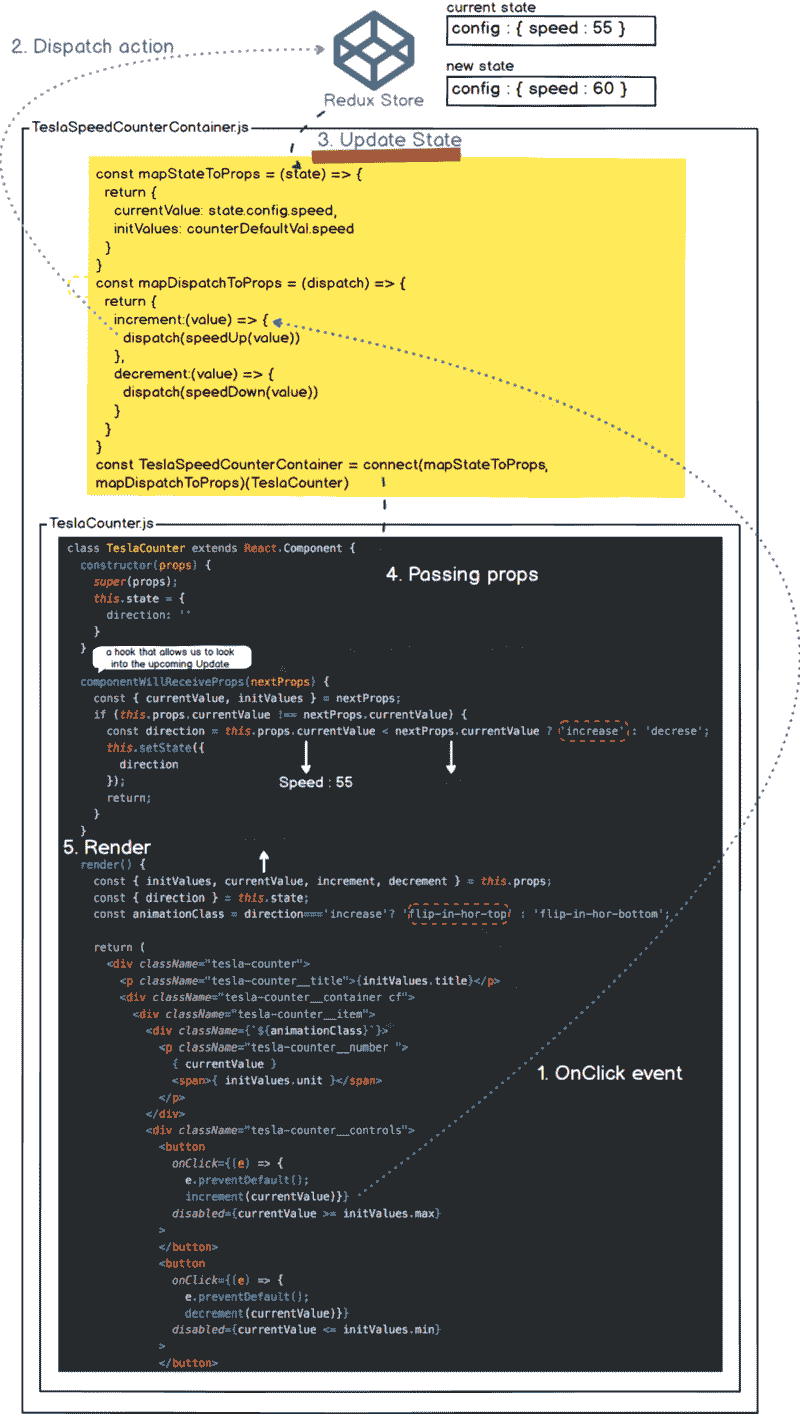 current state
config : { speed : 55 }
2. Dispatch action
new state
config : { speed : 60 }
Redux Store
TeslaSpeedCounterContainer.js
3. Update State
const mapStateToProps = (state) => {
return {
currentValue: state.config.speed,
initValues: counterDefaultVal.speed
}
}
const mapDispatchToProps = (dispatch) => {
return {
increment:(value) => {
dispatch(speedUp(value))
},
decrement:(value) => {
dispatch(speedDown(value))
}
}
}
const TeslaSpeedCounterContainer = connect(mapStateToProps,
mapDispatchToProps)(TeslaCounter)
TeslaCounter.js
class TeslaCounter extends React.Component {
constructor(props) {
super(props);
this.state = {
direction: ''
}
}
4. Passing props
a hook that allows us to look
into the upcoming Update
componentWillReceiveProps(nextProps) {
const { currentValue, initValues } = nextProps;
if (this.props.currentValue !== nextProps.currentValue) {
const direction = this.props.currentValue < nextProps.currentValue ? 'increase' : 'decrese';
this.setState({
direction
});
return;
}
}
Speed : 55
5. Render
render() {
const { initValues, currentValue, increment, decrement } = this.props;
const { direction } = this.state;
const animationClass = direction==='increase'? 'flip-in-hor-top' : 'flip-in-hor-bottom';
return (
<div className="tesla-counter">
<p className="tesla-counter__title">{initValues.title}</p>
<div className="tesla-counter__container cf">
<div className="tesla-counter__item">
<div className={`${animationClass}`}>
<p className="tesla-counter__number ">
{ currentValue }
<span>{ initValues.unit }</span>
</p>
</div>
1. OnClick event
<div className="tesla-counter__controls">
<button
onClick={(e) => {
e.preventDefault();
increment(currentValue)}}
disabled={currentValue >= initValues.max}
>
</button>
<button
onClick={(e) => {
e.preventDefault();
decrement(currentValue)}}
disabled={currentValue <= initValues.min}
>
</button>